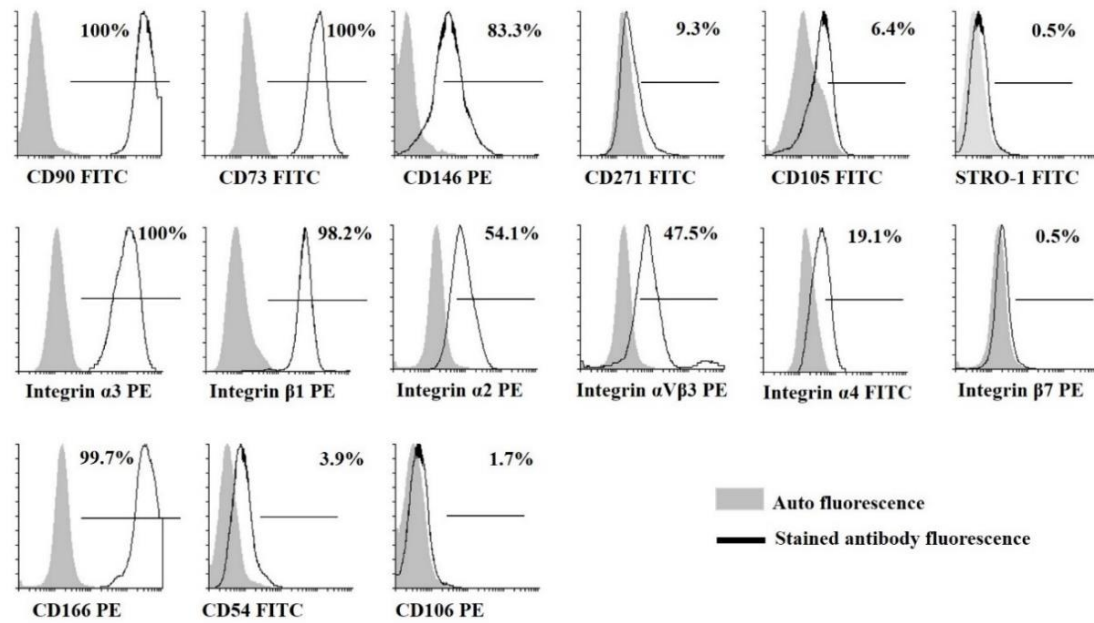 100% 100% 83.3% 9.3% 6.4% 0.5%
CD90 FITC CD73 FITC CD146 PE CD271 FITC CD105 FITC STRO-1 FITC
100% 98.2% 54.1% 47.5% 19.1% 0.5%
Integrin α3 PE Integrin β1 PE Integrin α2 PE Integrin αVβ3 PE Integrin α4 FITC Integrin β7 PE
99.7% 3.9% 1.7%
Auto fluorescence
Stained antibody fluorescence
CD166 PE CD54 FITC CD106 PE